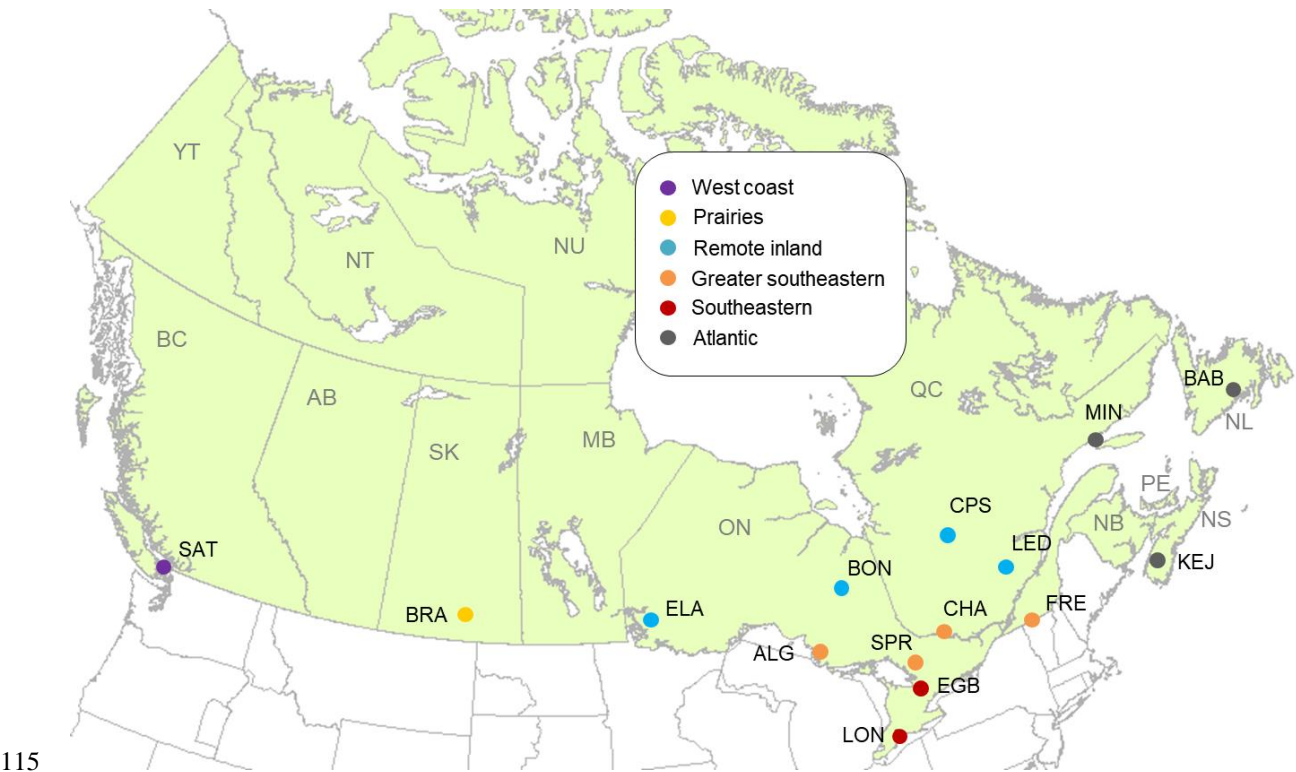 YT
NT
NU
West coast
Prairies
Remote inland
Greater southeastern
Southeastern
Atlantic
BC
AB
SK
MB
QC
BAB
NL
MIN
PE
ON
CPS
NB
NS
SAT
LED
KEJ
BON
BRA
ELA
CHA
FRE
ALG
SPR
EGB
LON
115